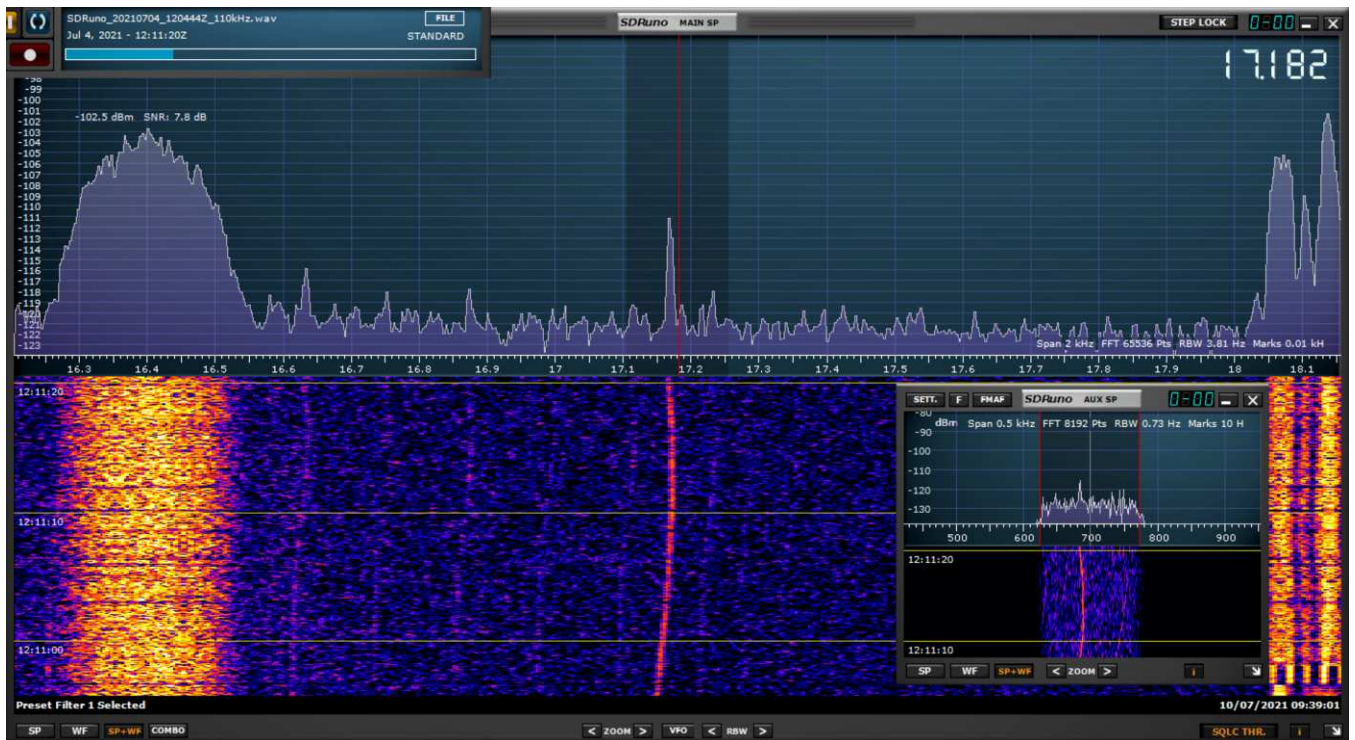 SDRuno_20210704_120444Z_110kHz.wav FILE
Jul 4, 2021 - 12:11:20Z STANDARD
SDRuno MAIN SP
STEP LOCK 0-00
17.182
-98
-99
-100
-101
-102
-103
-104
-105
-106
-107
-108
-109
-110
-111
-112
-113
-114
-115
-116
-117
-118
-119
-120
-121
-122
-123
-102.5 dBm SNR: 7.8 dB
Span 2 kHz FFT 65536 Pts RBW 3.81 Hz Marks 0.01 kH
16.3 16.4 16.5 16.6 16.7 16.8 16.9 17 17.1 17.2 17.3 17.4 17.5 17.6 17.7 17.8 17.9 18 18.1
12:11:20
12:11:10
12:11:00
SETT. F FMAF SDRuno AUX SP 0-00
-80
dBm Span 0.5 kHz FFT 8192 Pts RBW 0.73 Hz Marks 10 H
-90
-100
-110
-120
-130
500 600 700 800 900
12:11:20
12:11:10
SP WF SP+WF < ZOOM > i
Preset Filter 1 Selected 10/07/2021 09:39:01
SP WF SP+WF COMBO < ZOOM > VFO < RBW > SQLC THR. i